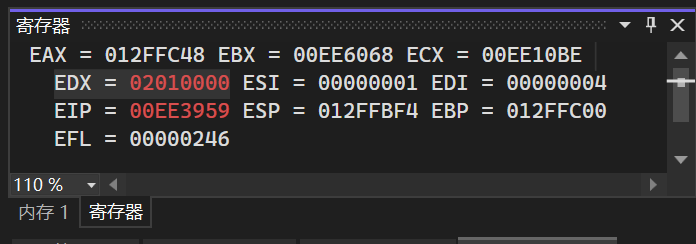 寄存器
EAX = 012FFC48 EBX = 00EE6068 ECX = 00EE10BE
EDX = 02010000 ESI = 00000001 EDI = 00000004
EIP = 00EE3959 ESP = 012FFBF4 EBP = 012FFC00
EFL = 00000246
110 %
内存 1 寄存器